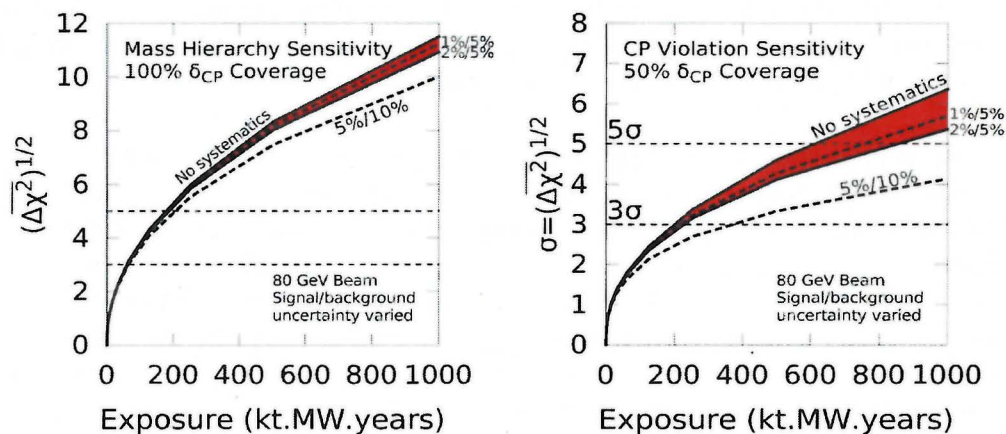 12
10
8
6
4
2
0
(Δχ²)^1/2
Mass Hierarchy Sensitivity
100% δCP Coverage
No systematics
1%/5%
2%/5%
5%/10%
80 GeV Beam
Signal/background
uncertainty varied
0 200 400 600 800 1000
Exposure (kt.MW.years)
8
7
6
5
4
3
2
1
0
σ=(Δχ²)^1/2
CP Violation Sensitivity
50% δCP Coverage
No systematics
5σ
1%/5%
2%/5%
5%/10%
3σ
80 GeV Beam
Signal/background
uncertainty varied
0 200 400 600 800 1000
Exposure (kt.MW.years)